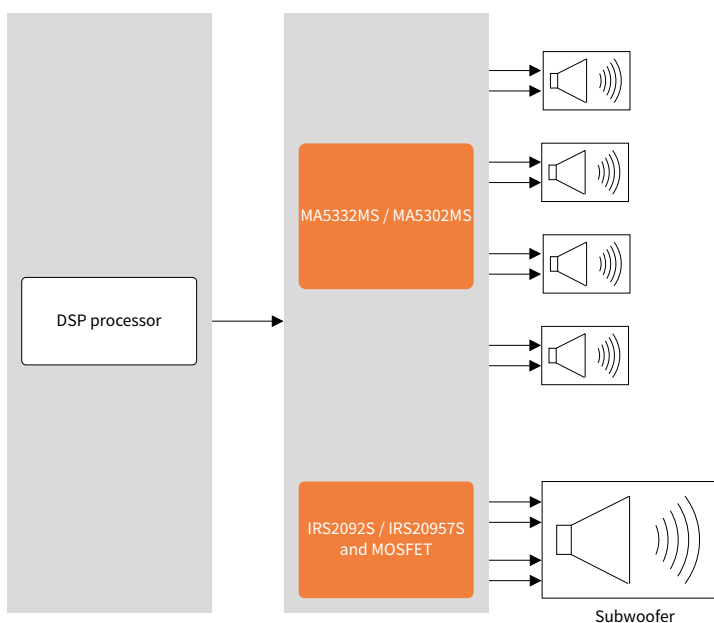 DSP processor
MA5332MS / MA5302MS
IRS2092S / IRS20957S
and MOSFET
Subwoofer